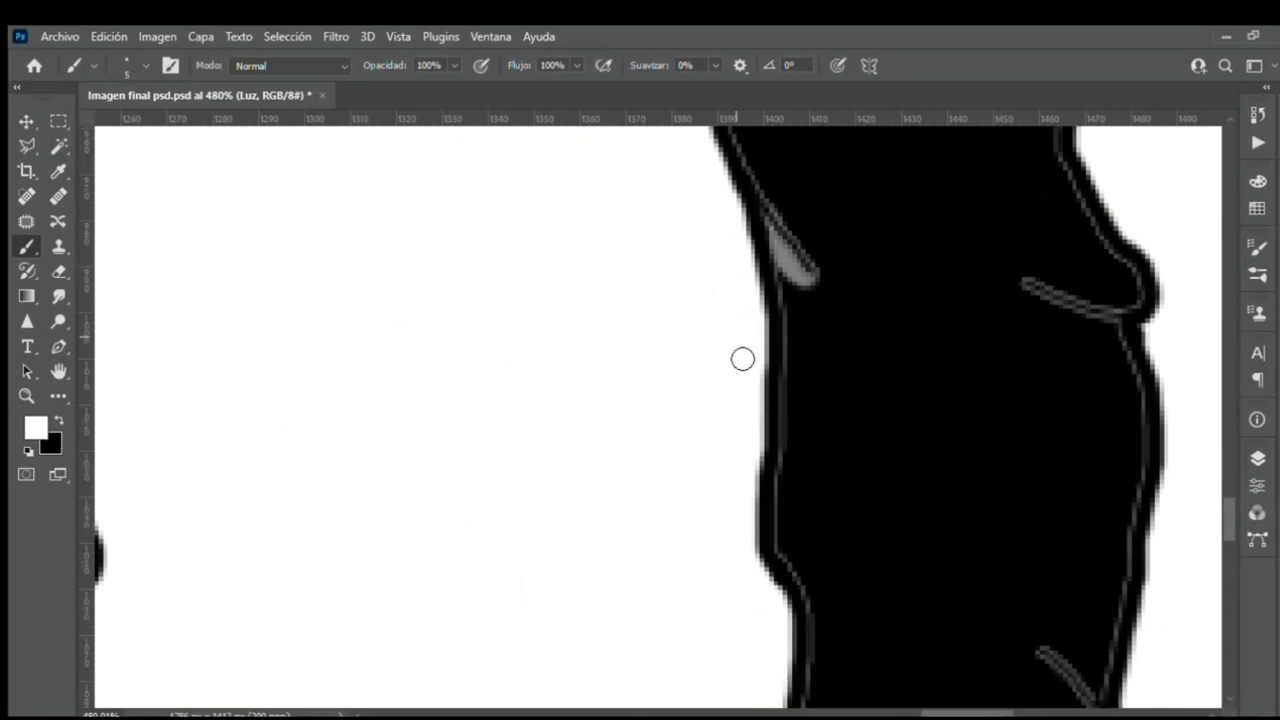 Ps Archivo Edición Imagen Capa Texto Selección Filtro 3D Vista Plugins Ventana Ayuda
5 Modo: Normal Opacidad: 100% Flujo: 100% Suavizar: 0% 0°
Imagen final psd.psd al 480% (Luz, RGB/8#) *
1260 1270 1280 1290 1300 1310 1320 1330 1340 1350 1360 1370 1380 1390 1400 1410 1420 1430 1440 1450 1460 1470 1480 1490